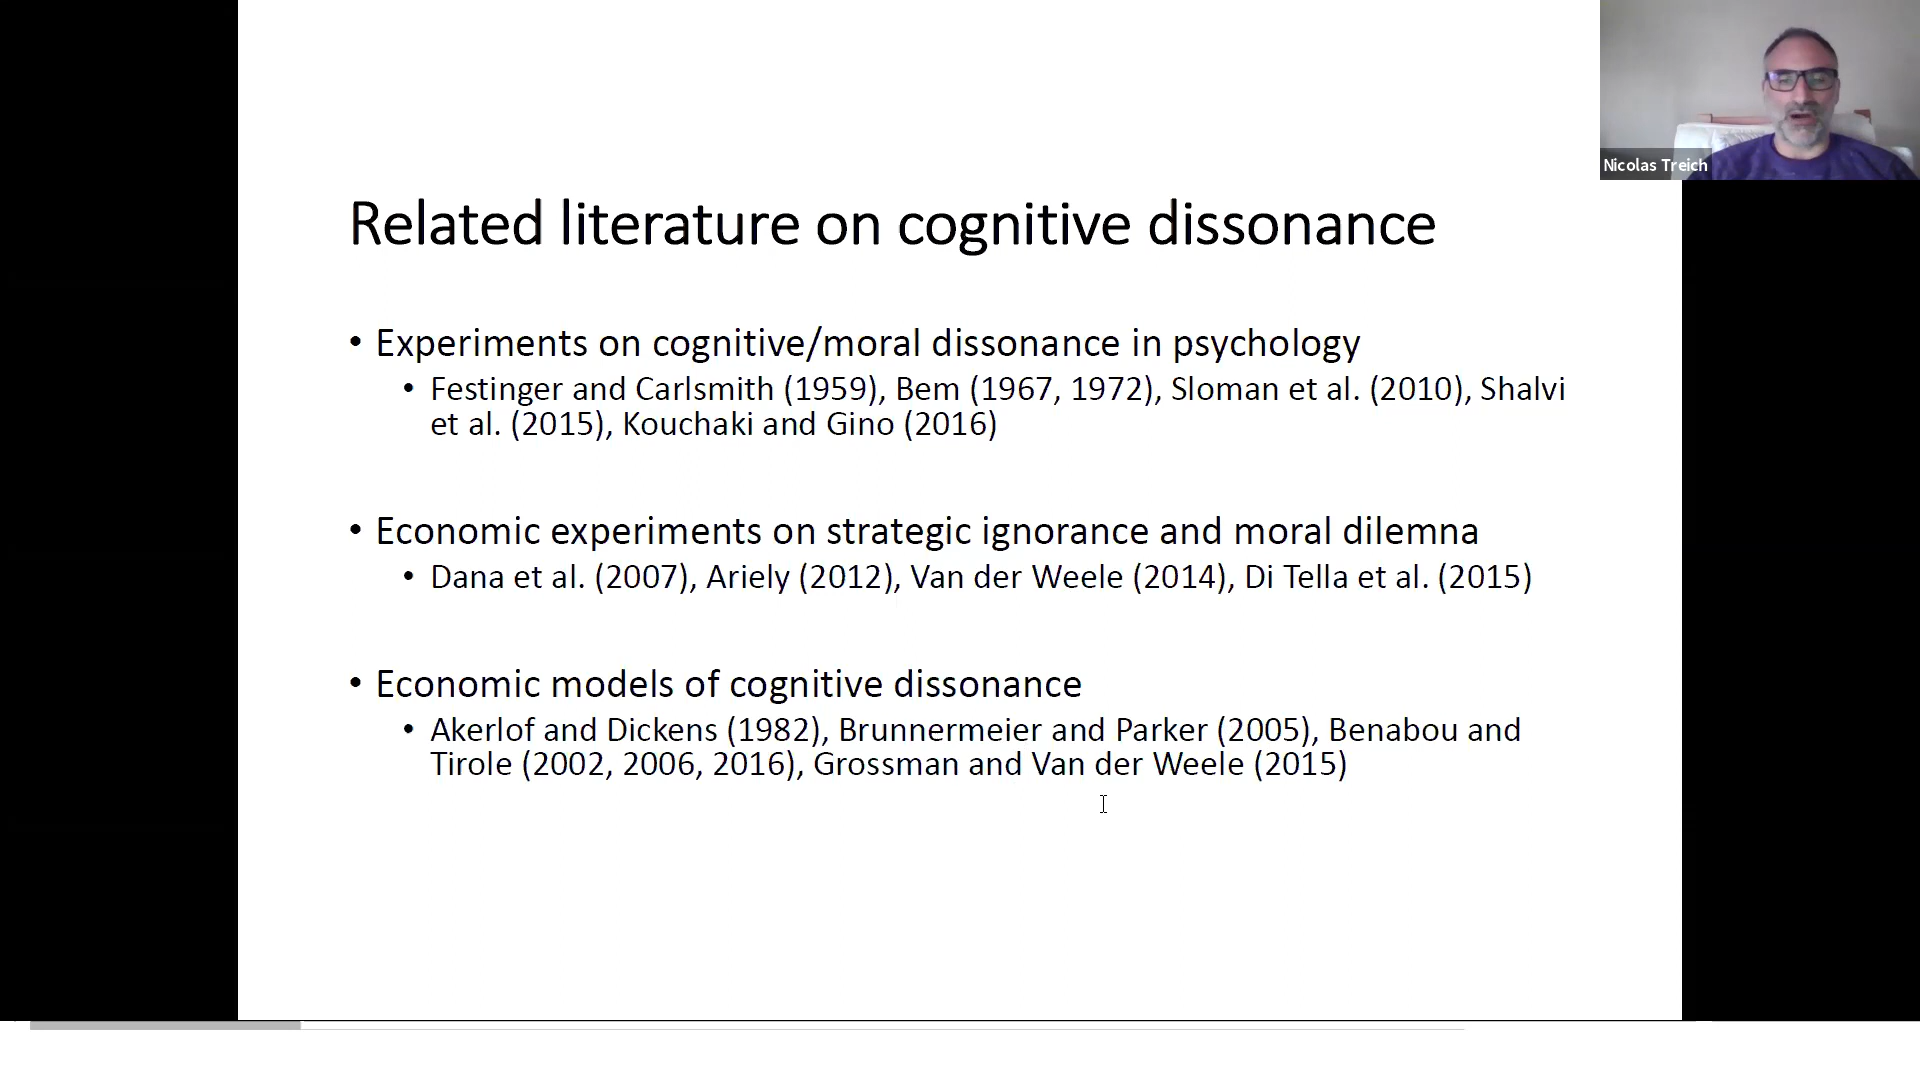 Nicolas Treich
Related literature on cognitive dissonance
• Experiments on cognitive/moral dissonance in psychology
• Festinger and Carlsmith (1959), Bem (1967, 1972), Sloman et al. (2010), Shalvi
et al. (2015), Kouchaki and Gino (2016)
• Economic experiments on strategic ignorance and moral dilemna
• Dana et al. (2007), Ariely (2012), Van der Weele (2014), Di Tella et al. (2015)
• Economic models of cognitive dissonance
• Akerlof and Dickens (1982), Brunnermeier and Parker (2005), Benabou and
Tirole (2002, 2006, 2016), Grossman and Van der Weele (2015)